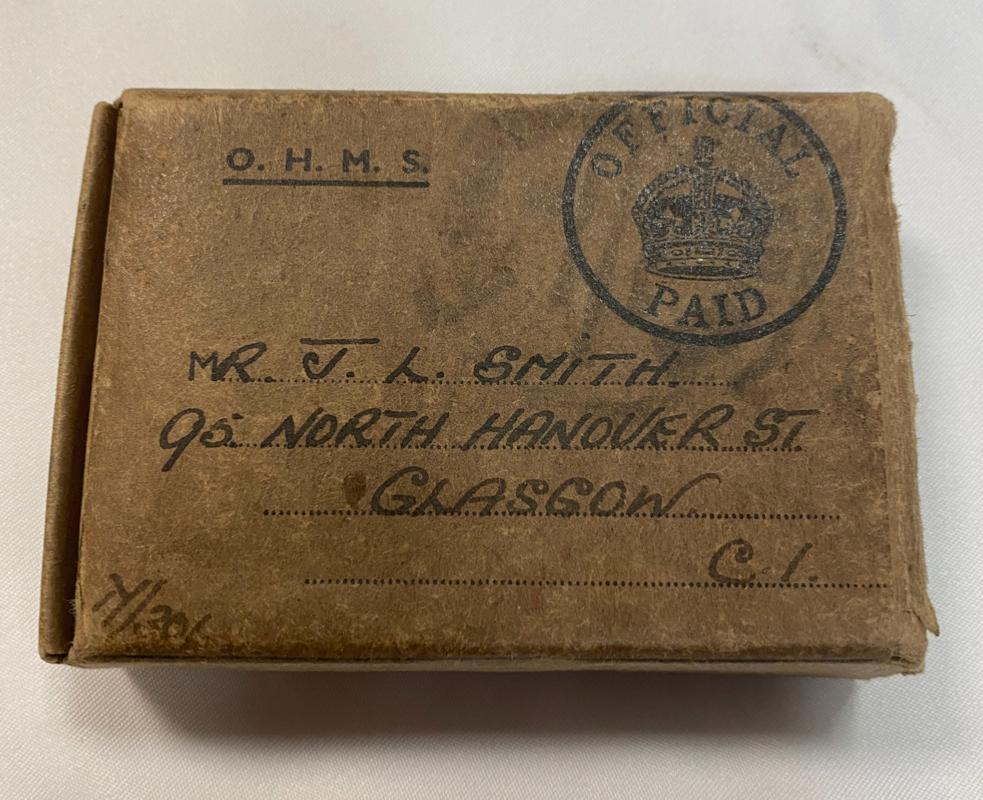 O. H. M. S.
OFFICIAL
PAID
MR. J. L. SMITH
95 NORTH HANOVER ST
GLASGOW
C.1.